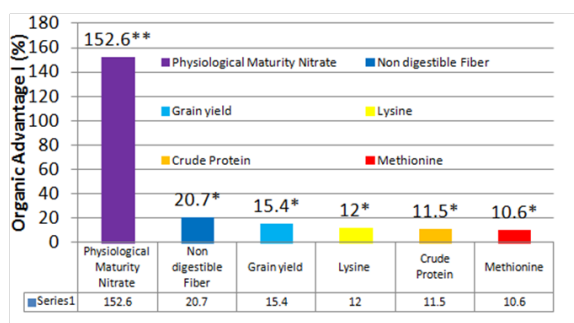 Organic Advantage I (%)
180
160
140
120
100
80
60
40
20
0
152.6**
20.7*
15.4*
12*
11.5*
10.6*
Physiological Maturity Nitrate
Non digestible Fiber
Grain yield
Lysine
Crude Protein
Methionine
Physiological
Maturity
Nitrate
Non
digestible
Fiber
Grain yield
Lysine
Crude
Protein
Methionine
Series1 152.6 20.7 15.4 12 11.5 10.6